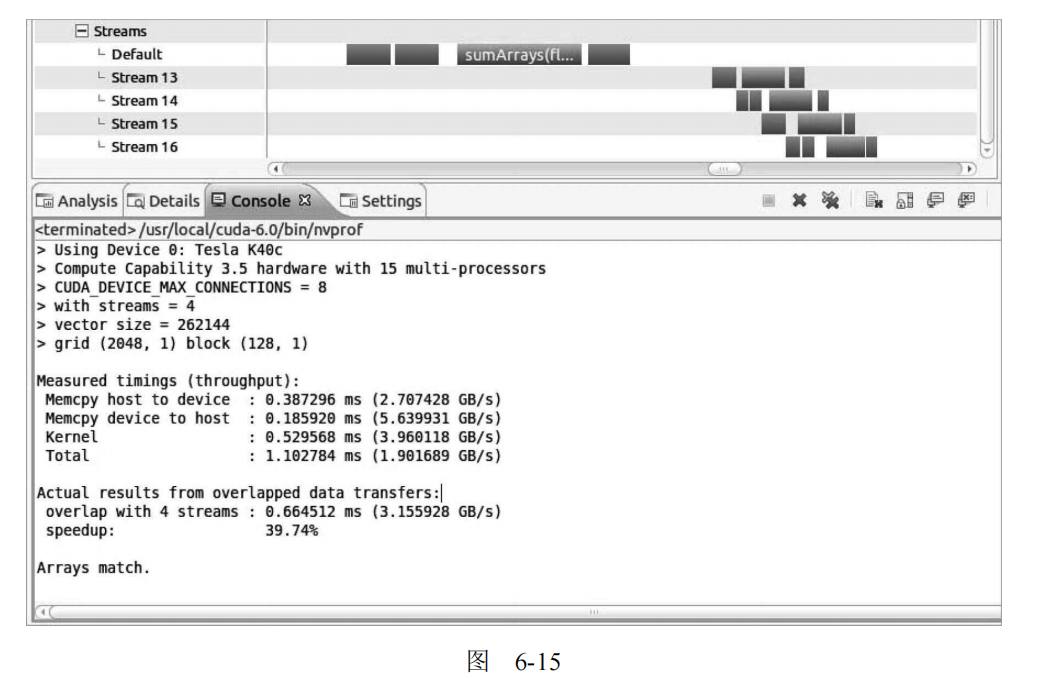 Streams
Default
sumArrays(fl...
Stream 13
Stream 14
Stream 15
Stream 16
Analysis Details Console Settings
<terminated> /usr/local/cuda-6.0/bin/nvprof
> Using Device 0: Tesla K40c
> Compute Capability 3.5 hardware with 15 multi-processors
> CUDA_DEVICE_MAX_CONNECTIONS = 8
> with streams = 4
> vector size = 262144
> grid (2048, 1) block (128, 1)
Measured timings (throughput):
Memcpy host to device : 0.387296 ms (2.707428 GB/s)
Memcpy device to host : 0.185920 ms (5.639931 GB/s)
Kernel : 0.529568 ms (3.960118 GB/s)
Total : 1.102784 ms (1.901689 GB/s)
Actual results from overlapped data transfers:
overlap with 4 streams : 0.664512 ms (3.155928 GB/s)
speedup: 39.74%
Arrays match.
图 6-15